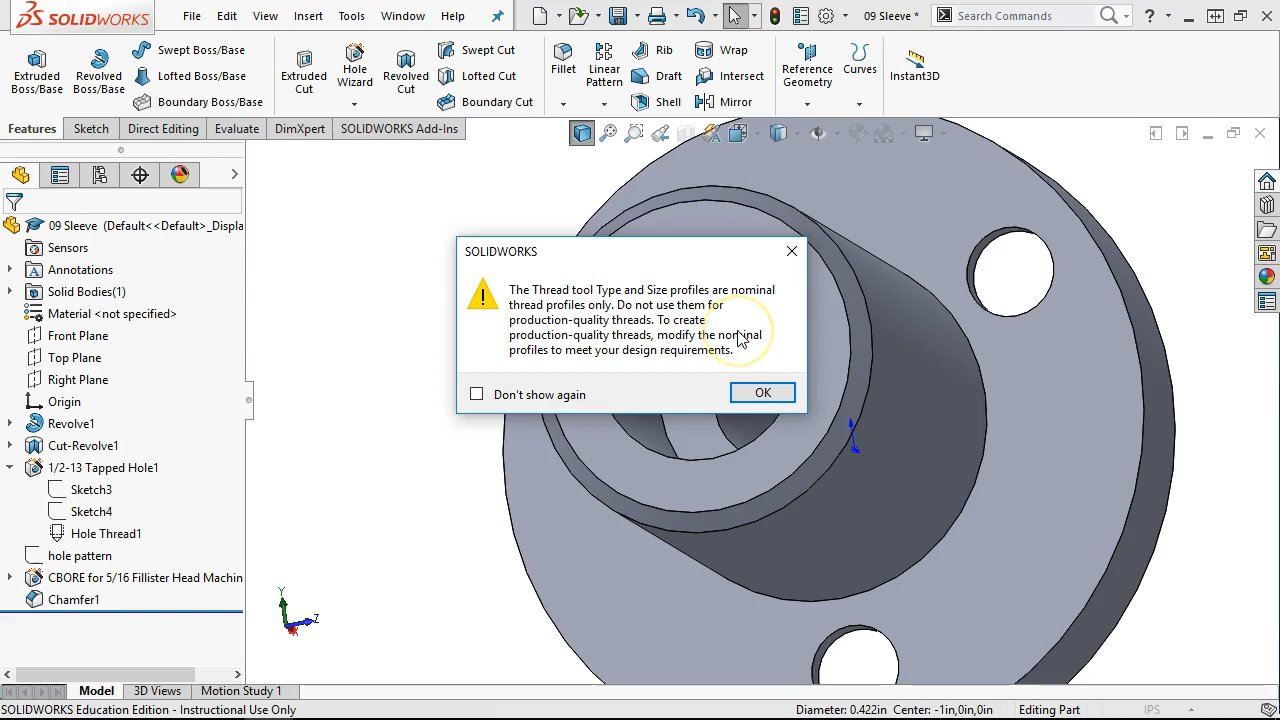 SOLIDWORKS
File
Edit
View
Insert
Tools
Window
Help
09 Sleeve *
Search Commands
?
Extruded
Boss/Base
Revolved
Boss/Base
Swept Boss/Base
Lofted Boss/Base
Boundary Boss/Base
Extruded
Cut
Hole
Wizard
Revolved
Cut
Swept Cut
Lofted Cut
Boundary Cut
Fillet
Linear
Pattern
Rib
Draft
Shell
Wrap
Intersect
Mirror
Reference
Geometry
Curves
Instant3D
Features
Sketch
Direct Editing
Evaluate
DimXpert
SOLIDWORKS Add-Ins
09 Sleeve (Default<<Default>_Displa
Sensors
Annotations
Solid Bodies(1)
Material <not specified>
Front Plane
Top Plane
Right Plane
Origin
Revolve1
Cut-Revolve1
1/2-13 Tapped Hole1
Sketch3
Sketch4
Hole Thread1
hole pattern
CBORE for 5/16 Fillister Head Machin
Chamfer1
SOLIDWORKS
The Thread tool Type and Size profiles are nominal
thread profiles only. Do not use them for
production-quality threads. To create
production-quality threads, modify the nominal
profiles to meet your design requirements.
Don't show again
OK
Y
Z
X
Model
3D Views
Motion Study 1
SOLIDWORKS Education Edition - Instructional Use Only
Diameter: 0.422in Center: -1in,0in,0in
Editing Part
IPS